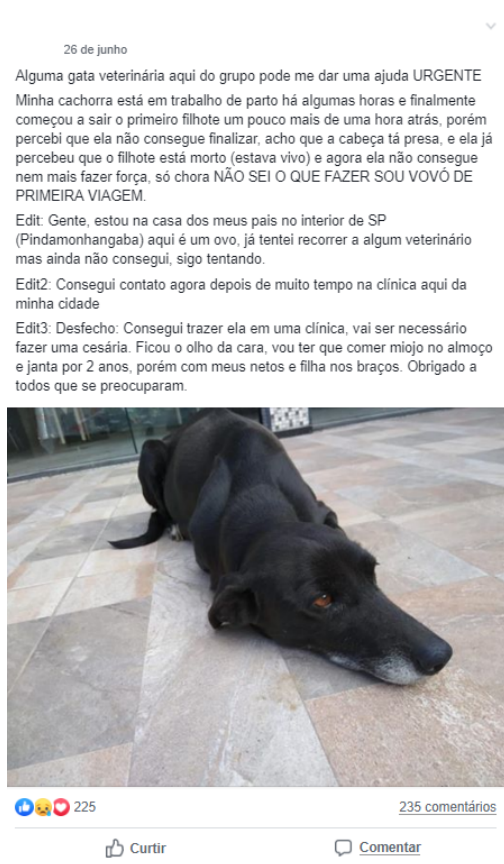 26 de junho
Alguma gata veterinária aqui do grupo pode me dar uma ajuda URGENTE
Minha cachorra está em trabalho de parto há algumas horas e finalmente
começou a sair o primeiro filhote um pouco mais de uma hora atrás, porém
percebi que ela não consegue finalizar, acho que a cabeça tá presa, e ela já
percebeu que o filhote está morto (estava vivo) e agora ela não consegue
nem mais fazer força, só chora NÃO SEI O QUE FAZER SOU VOVÓ DE
PRIMEIRA VIAGEM.
Edit: Gente, estou na casa dos meus pais no interior de SP
(Pindamonhangaba) aqui é um ovo, já tentei recorrer a algum veterinário
mas ainda não consegui, sigo tentando.
Edit2: Consegui contato agora depois de muito tempo na clínica aqui da
minha cidade
Edit3: Desfecho: Consegui trazer ela em uma clínica, vai ser necessário
fazer uma cesária. Ficou o olho da cara, vou ter que comer miojo no almoço
e janta por 2 anos, porém com meus netos e filha nos braços. Obrigado a
todos que se preocuparam.
225
235 comentários
Curtir
Comentar